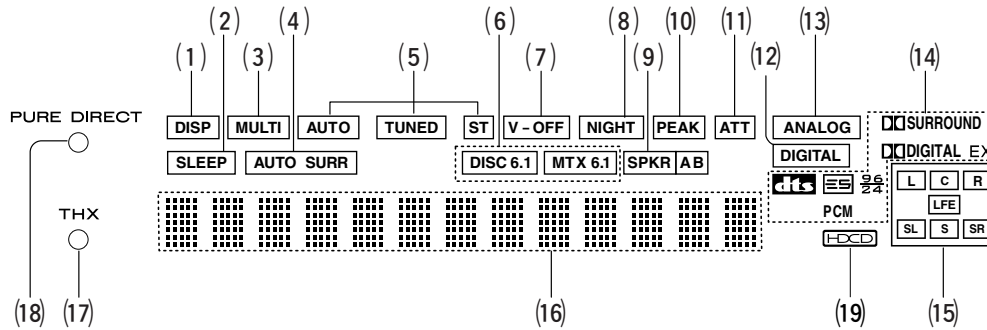 (2) (4) (6) (8) (10) (11) (13)
(1) (3) (5) (7) (9) (12) (14)
PURE DIRECT
DISP MULTI AUTO TUNED ST V-OFF NIGHT PEAK ATT ANALOG DD SURROUND
SLEEP AUTO SURR DISC 6.1 MTX 6.1 SPKR A B DIGITAL DD DIGITAL EX
dts ES 96/24 L C R
THX PCM LFE
HDCD SL S SR
(18) (17) (16) (19) (15)